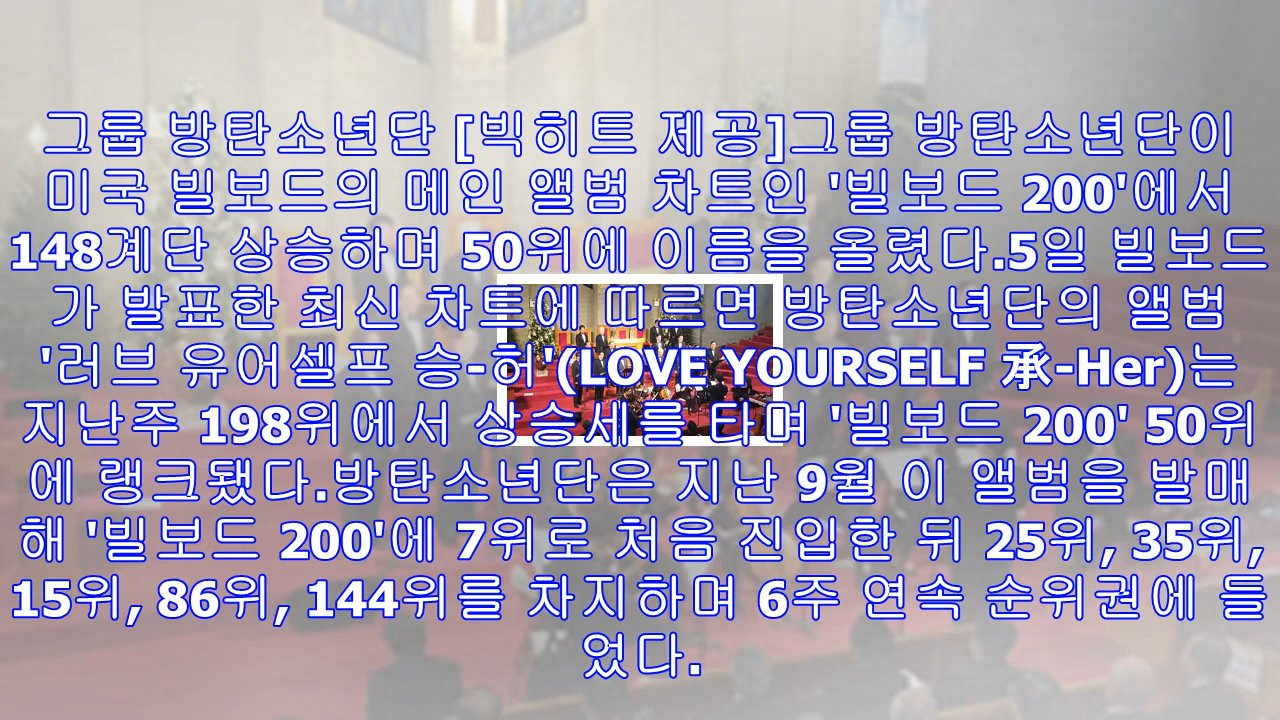 그룹 방탄소년단 [빅히트 제공]그룹 방탄소년단이
미국 빌보드의 메인 앨범 차트인 '빌보드 200'에서
148계단 상승하며 50위에 이름을 올렸다.5일 빌보드
가 발표한 최신 차트에 따르면 방탄소년단의 앨범
'러브 유어셀프 승-허'(LOVE YOURSELF 承-Her)는
지난주 198위에서 상승세를 타며 '빌보드 200' 50위
에 랭크됐다.방탄소년단은 지난 9월 이 앨범을 발매
해 '빌보드 200'에 7위로 처음 진입한 뒤 25위, 35위,
15위, 86위, 144위를 차지하며 6주 연속 순위권에 들
었다.